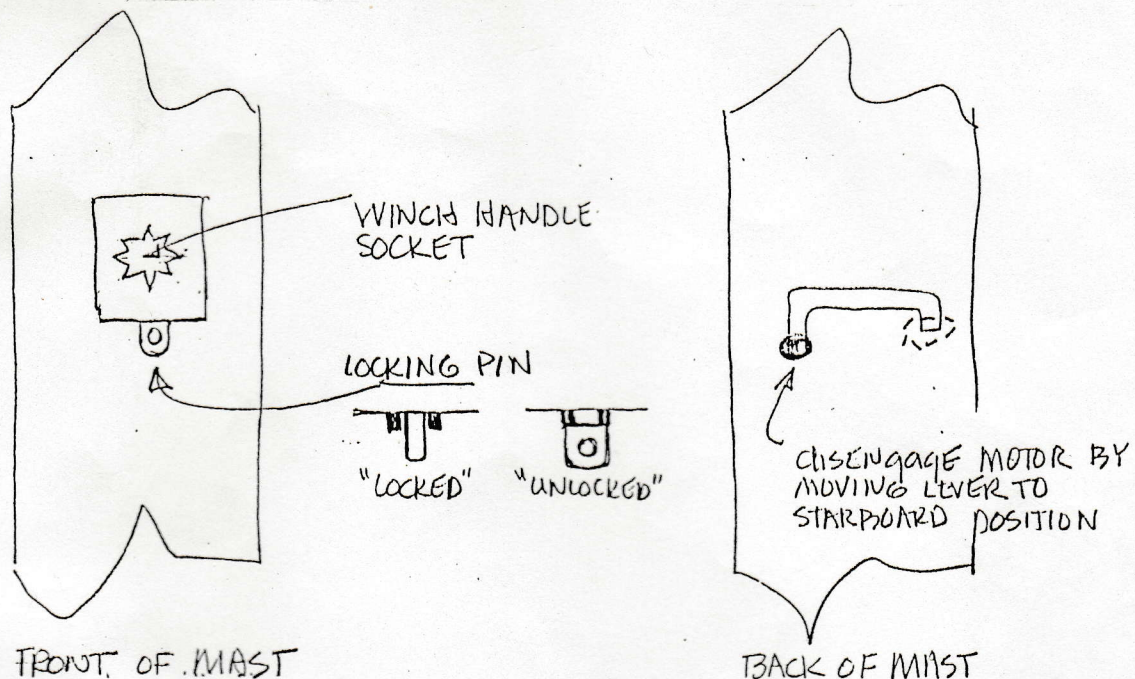 WINCH HANDLE
SOCKET
LOCKING PIN
"LOCKED" "UNLOCKED"
DISENGAGE MOTOR BY
MOVING LEVER TO
STARBOARD POSITION
FRONT OF MAST
BACK OF MAST